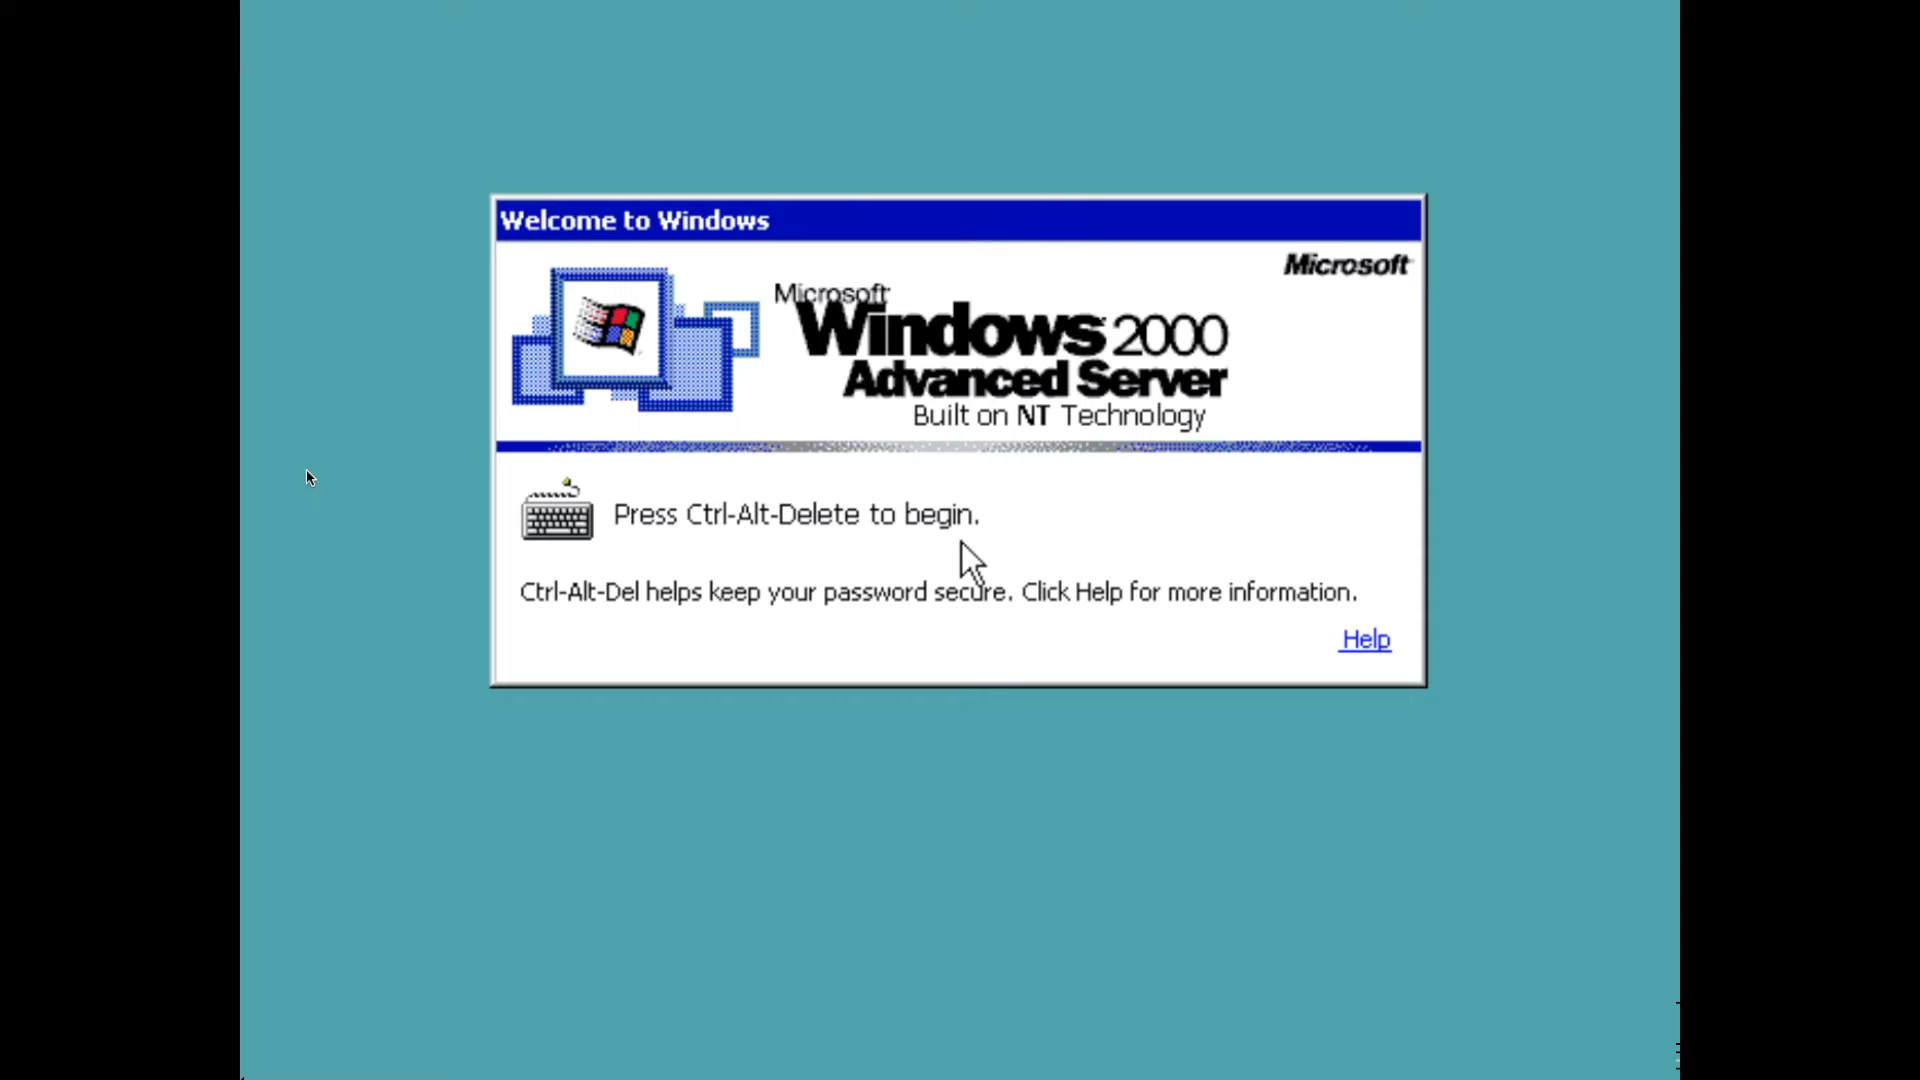 Welcome to Windows
Microsoft
Microsoft
Windows 2000
Advanced Server
Built on NT Technology
Press Ctrl-Alt-Delete to begin.
Ctrl-Alt-Del helps keep your password secure. Click Help for more information.
Help